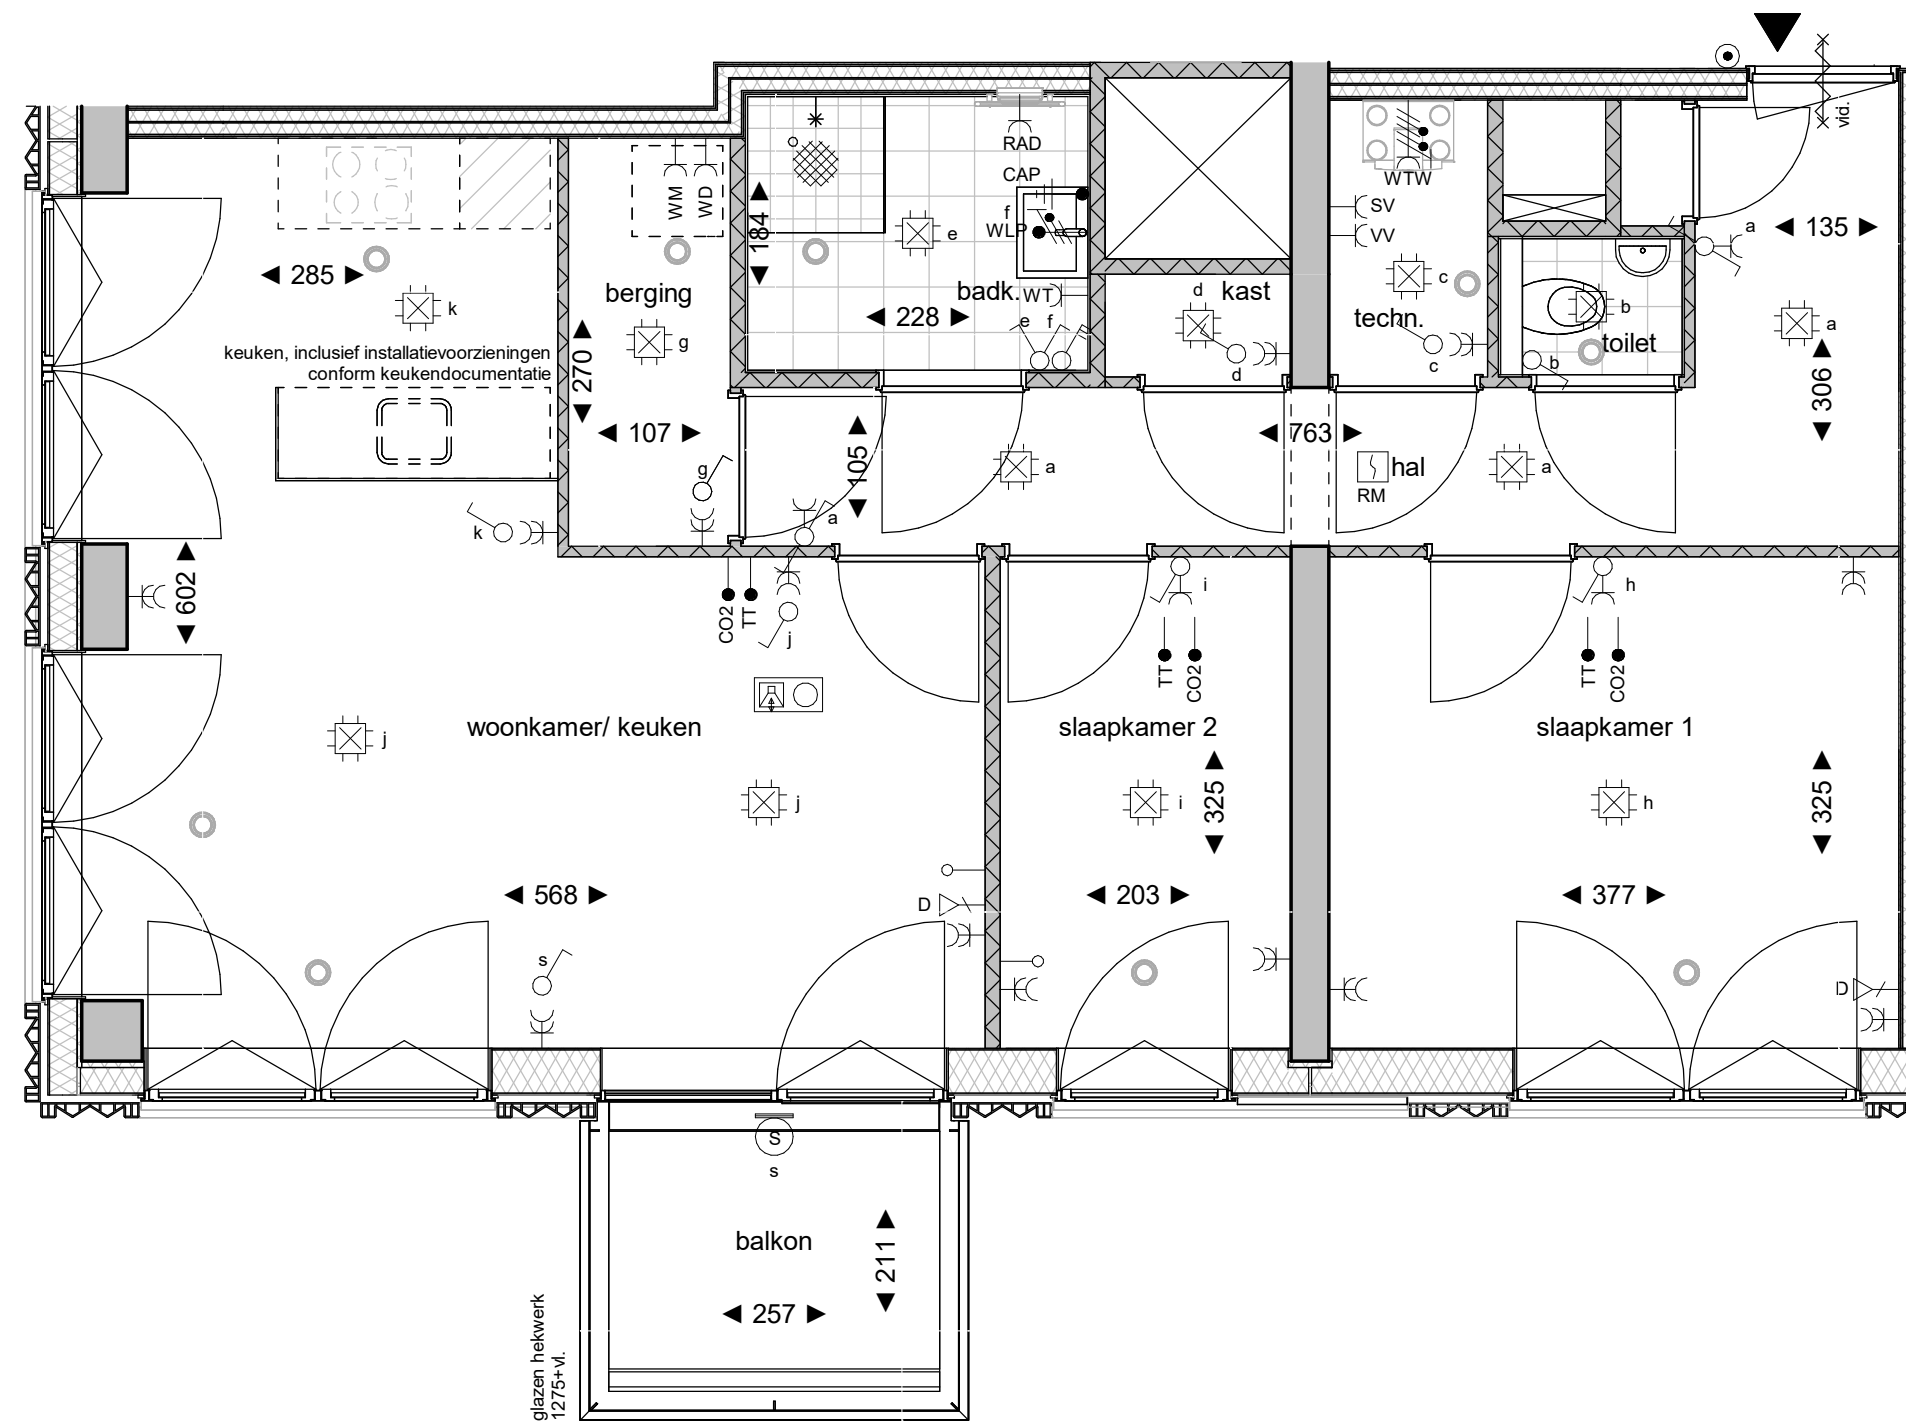 vid.
RAD
CAP
f
WLP
e
184
WM
WD
WTW
SV
VV
a
135
285
k
berging
g
badk.
WT
228
e
f
d
kast
d
c
techn.
c
b
toilet
b
a
306
keuken, inclusief installatievoorzieningen
conform keukendocumentatie
270
107
105
g
a
763
hal
RM
a
a
k
602
CO2
TT
j
i
TT
CO2
h
TT
CO2
woonkamer/ keuken
slaapkamer 2
slaapkamer 1
j
j
i
325
h
325
568
D
203
377
s
D
S
s
balkon
211
257
glazen hekwerk
1275+vl.